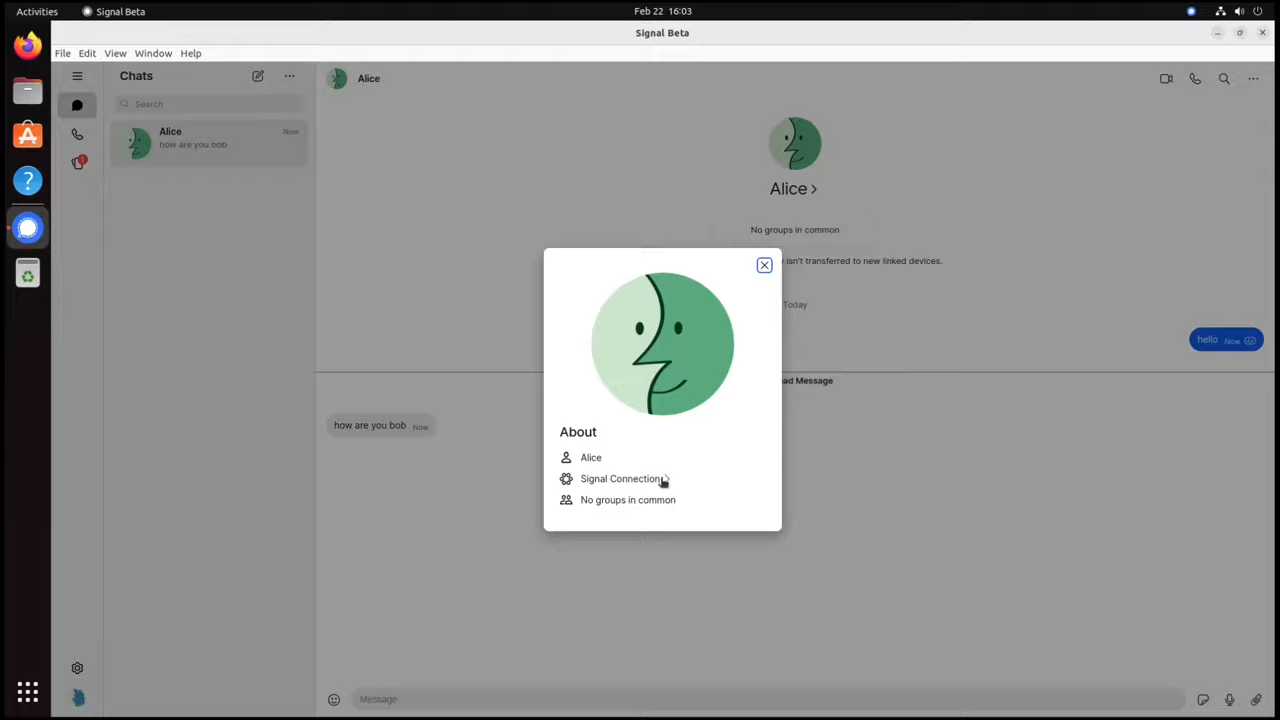 Activities
Signal Beta
Feb 22 16:03
Signal Beta
File Edit View Window Help
Chats
Alice
Search
Alice
Now
how are you bob
1
Alice
No groups in common
isn't transferred to new linked devices.
Today
hello Now
Message
how are you bob Now
About
Alice
Signal Connection
No groups in common
Message